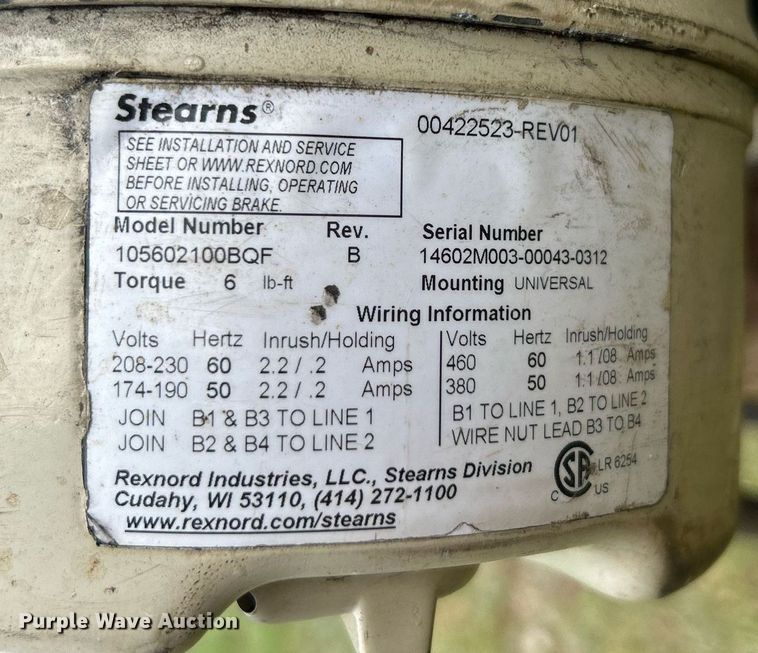 Stearns®
00422523-REV01
SEE INSTALLATION AND SERVICE
SHEET OR WWW.REXNORD.COM
BEFORE INSTALLING, OPERATING
OR SERVICING BRAKE.
Model Number Rev. Serial Number
105602100BQF B 14602M003-00043-0312
Torque 6 lb-ft Mounting UNIVERSAL
Wiring Information
Volts Hertz Inrush/Holding
208-230 60 2.2 / .2 Amps
174-190 50 2.2 / .2 Amps
JOIN B1 & B3 TO LINE 1
JOIN B2 & B4 TO LINE 2
Volts Hertz Inrush/Holding
460 60 1.1 /08 Amps
380 50 1.1 /08 Amps
B1 TO LINE 1, B2 TO LINE 2
WIRE NUT LEAD B3 TO B4
Rexnord Industries, LLC., Stearns Division
Cudahy, WI 53110, (414) 272-1100
www.rexnord.com/stearns
C SA US LR 6254
Purple Wave Auction